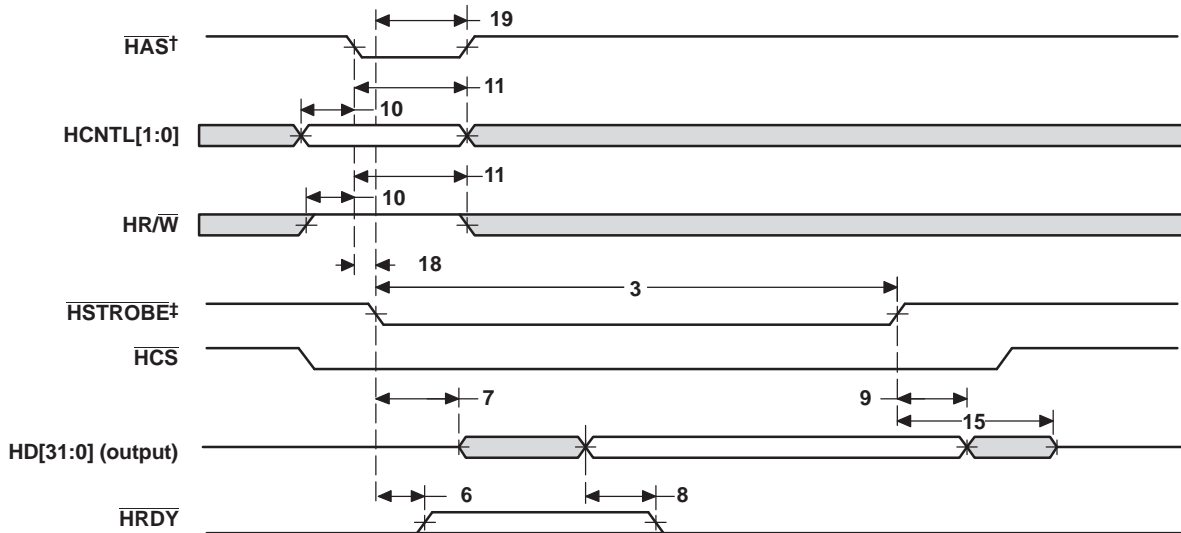 19
HAS†
11
10
HCNTL[1:0]
11
10
HR/W
18
3
HSTROBE‡
HCS
7
9
15
HD[31:0] (output)
6
8
HRDY